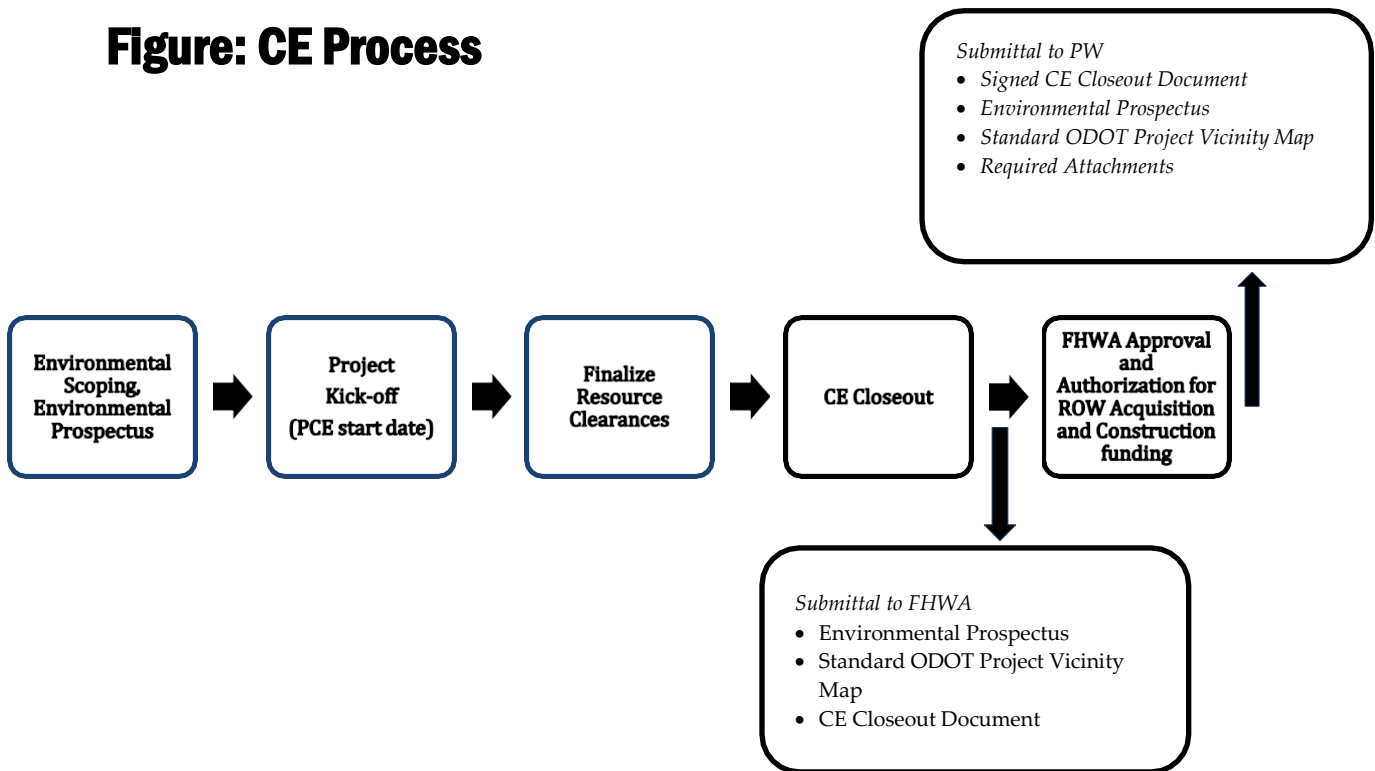 Figure: CE Process
Submittal to PW
• Signed CE Closeout Document
• Environmental Prospectus
• Standard ODOT Project Vicinity Map
• Required Attachments
Environmental
Scoping,
Environmental
Prospectus
Project
Kick-off
(PCE start date)
Finalize
Resource
Clearances
CE Closeout
FHWA Approval
and
Authorization for
ROW Acquisition
and Construction
funding
Submittal to FHWA
• Environmental Prospectus
• Standard ODOT Project Vicinity
Map
• CE Closeout Document